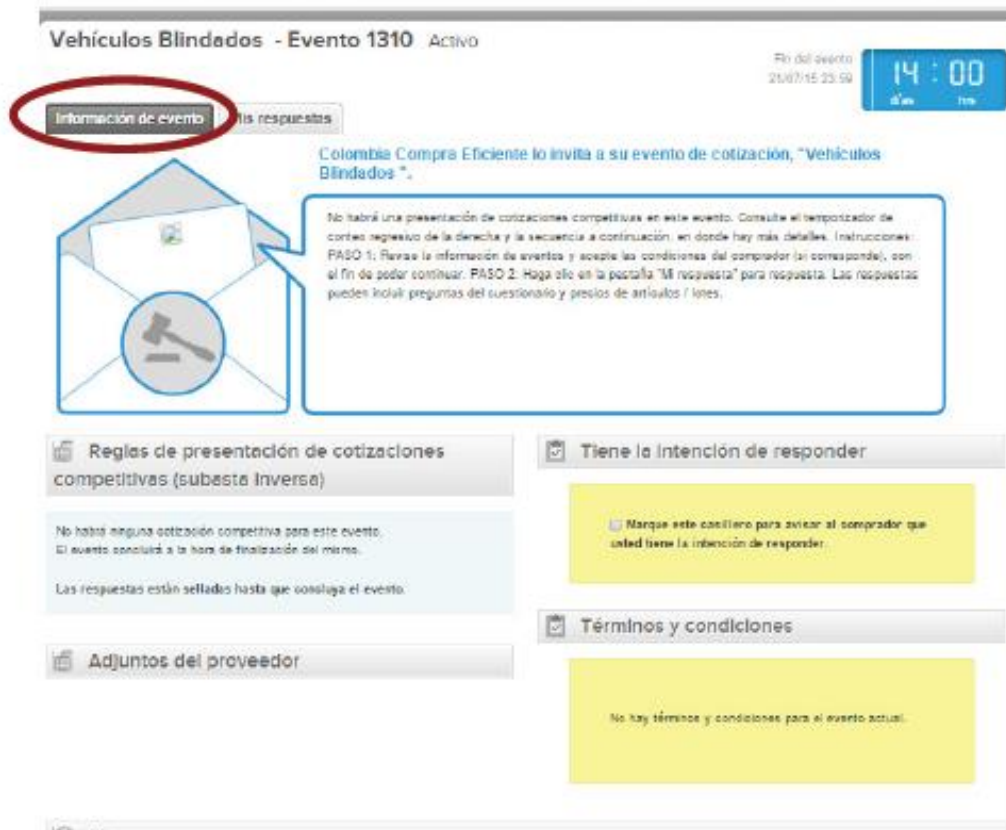 Vehículos Blindados - Evento 1310 Activo
Fin del evento
21/07/15 23:59
14 : 00
días hrs
Información de evento Mis respuestas
Colombia Compra Eficiente lo invita a su evento de cotización, "Vehículos
Blindados ".
No habrá una presentación de cotizaciones competitivas en este evento. Consulte el temporizador de
conteo regresivo de la derecha y la secuencia a continuación, en donde hay más detalles. Instrucciones:
PASO 1: Revise la información de eventos y acepte las condiciones del comprador (si corresponde), con
el fin de poder continuar. PASO 2: Haga clic en la pestaña "Mi respuesta" para respuesta. Las respuestas
pueden incluir preguntas del cuestionario y precios de artículos / lotes.
Reglas de presentación de cotizaciones
competitivas (subasta inversa)
No habrá ninguna cotización competitiva para este evento.
El evento concluirá a la hora de finalización del mismo.
Las respuestas están selladas hasta que concluya el evento.
Adjuntos del proveedor
Tiene la intención de responder
Marque este casillero para avisar al comprador que
usted tiene la intención de responder.
Términos y condiciones
No hay términos y condiciones para el evento actual.